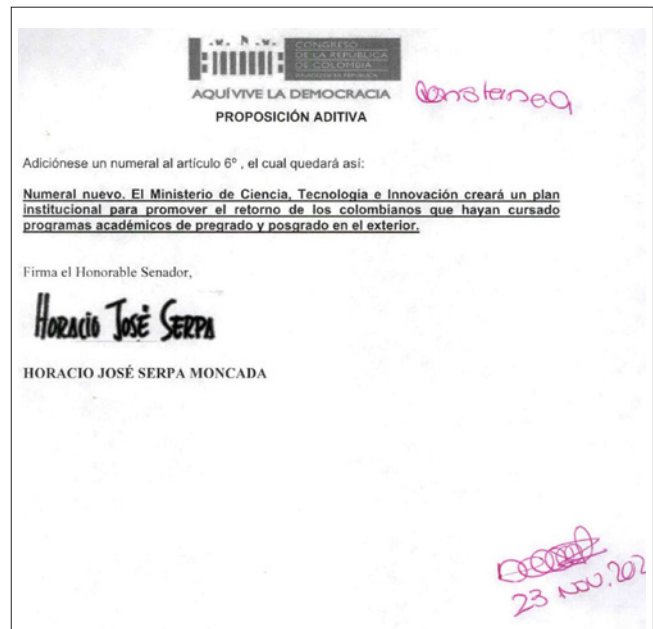 CONGRESO
DE LA REPÚBLICA
DE COLOMBIA
AQUÍ VIVE LA DEMOCRACIA
Constancia
PROPOSICIÓN ADITIVA
Adiciónese un numeral al artículo 6º , el cual quedará así:
Numeral nuevo. El Ministerio de Ciencia, Tecnología e Innovación creará un plan
institucional para promover el retorno de los colombianos que hayan cursado
programas académicos de pregrado y posgrado en el exterior.
Firma el Honorable Senador,
HORACIO JOSÉ SERPA
HORACIO JOSÉ SERPA MONCADA
23 NOV. 202